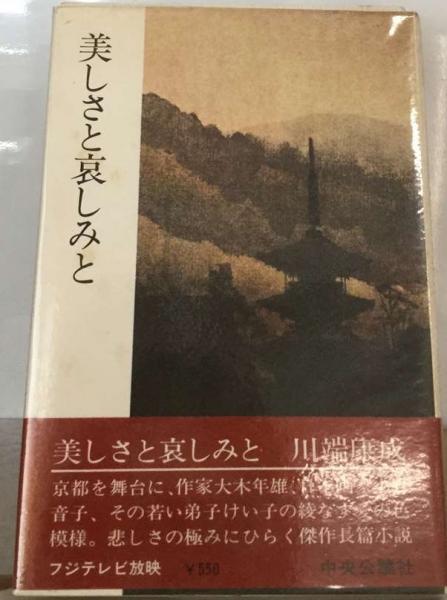 美しさと哀しみと
美しさと哀しみと 川端康成
京都を舞台に、作家大木年雄、
音子、その若い弟子けい子の綾なす
模様。悲しさの極みにひらく傑作長篇小説
フジテレビ放映 ￥550 中央公論社